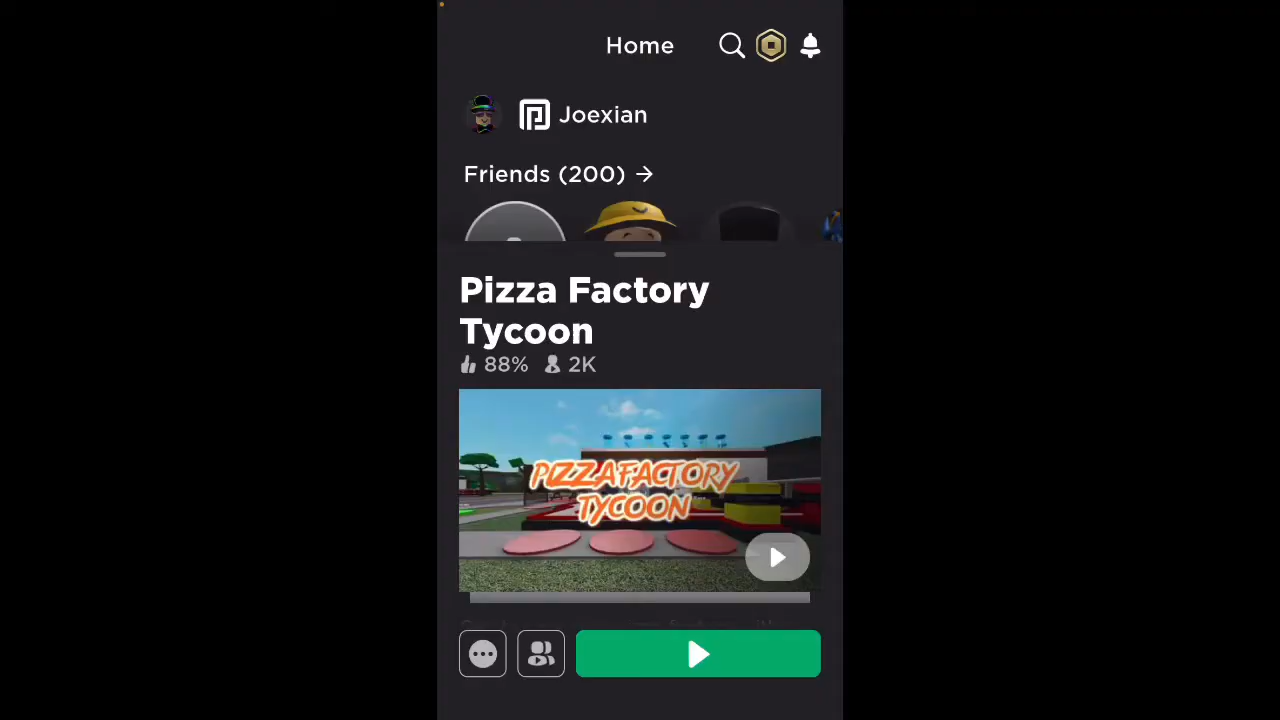 Home
Joexian
Friends (200) →
Pizza Factory
Tycoon
88% 2K
PIZZA FACTORY
TYCOON